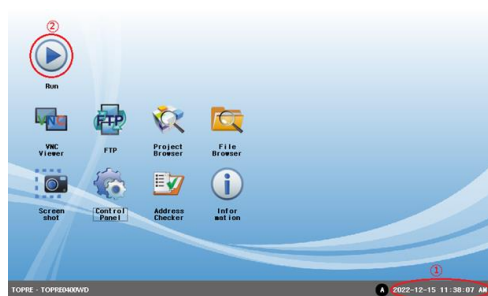 ②
Run
VNC
Viewer
FTP
Project
Browser
File
Browser
Screen
shot
Control
Panel
Address
Checker
Infor
mation
①
TOPRE - TOPRE0400WD
A 2022-12-15 11:38:07 AM